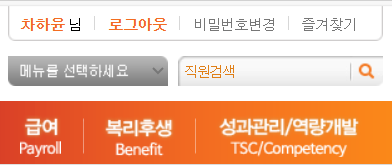 차하윤 님 로그아웃 비밀번호변경 즐겨찾기
메뉴를 선택하세요 직원검색
급여 복리후생 성과관리/역량개발
Payroll Benefit TSC/Competency